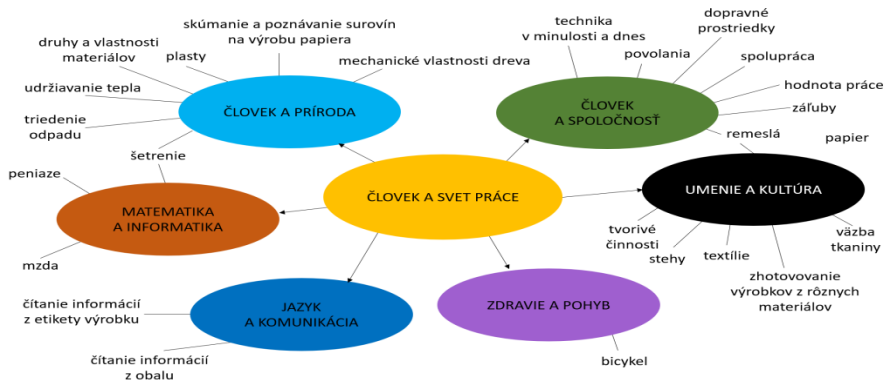 skúmanie a poznávanie surovín
na výrobu papiera
druhy a vlastnosti
materiálov
plasty
mechanické vlastnosti dreva
udržiavanie tepla
triedenie
odpadu
šetrenie
ČLOVEK A PRÍRODA
technika
v minulosti a dnes
povolania
dopravné
prostriedky
spolupráca
hodnota práce
záľuby
remeslá
papier
ČLOVEK
A SPOLOČNOSŤ
peniaze
MATEMATIKA
A INFORMATIKA
mzda
ČLOVEK A SVET PRÁCE
UMENIE A KULTÚRA
tvorivé
činnosti
stehy
textílie
zhotovovanie
výrobkov z rôznych
materiálov
väzba
tkaniny
čítanie informácií
z etikety výrobku
čítanie informácií
z obalu
JAZYK
A KOMUNIKÁCIA
ZDRAVIE A POHYB
bicykel